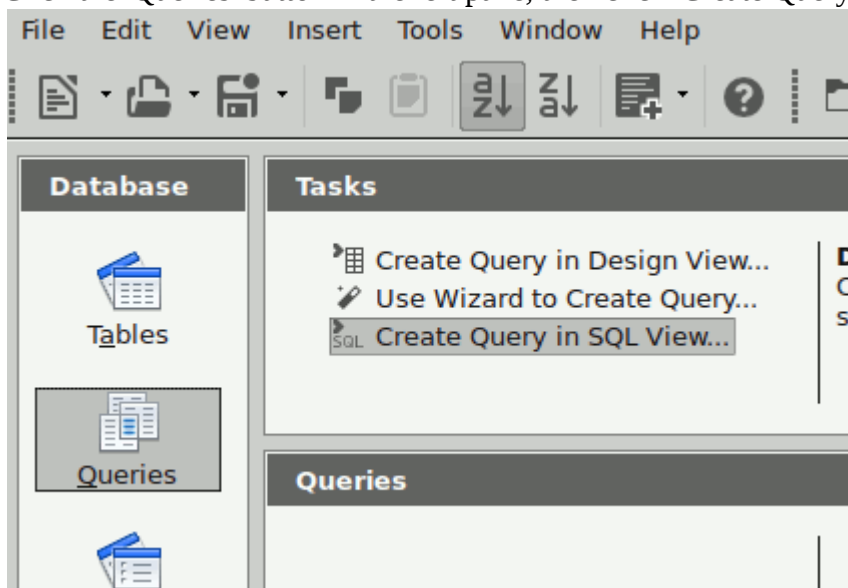 File Edit View Insert Tools Window Help
Database
Tasks
Create Query in Design View...
Use Wizard to Create Query...
SQL Create Query in SQL View...
Tables
Queries
Queries